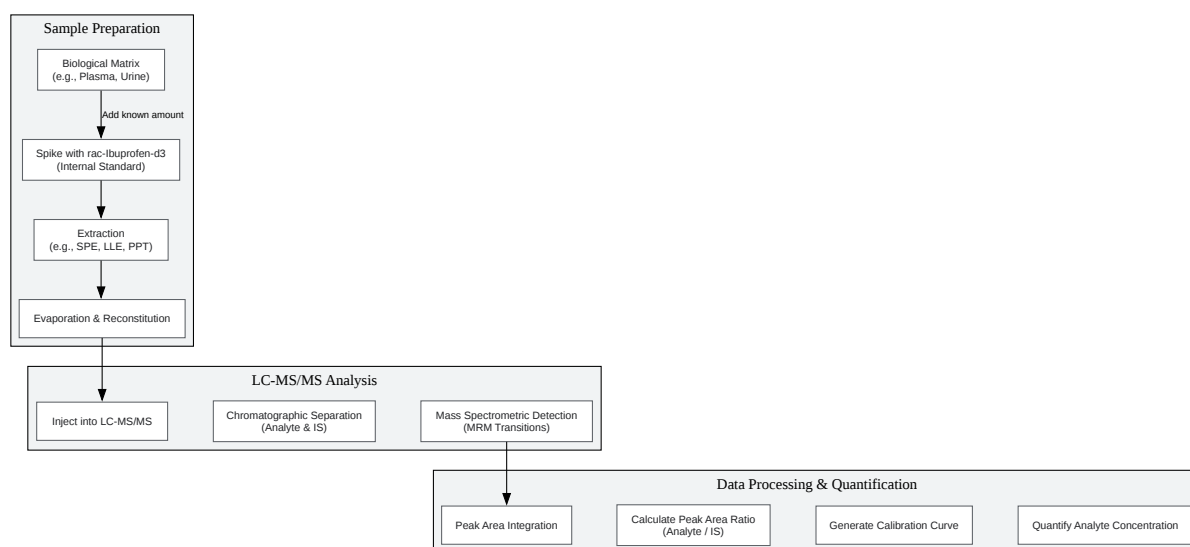 Sample Preparation
Biological Matrix
(e.g., Plasma, Urine)
Add known amount
Spike with rac-Ibuprofen-d3
(Internal Standard)
Extraction
(e.g., SPE, LLE, PPT)
Evaporation & Reconstitution
LC-MS/MS Analysis
Inject into LC-MS/MS
Chromatographic Separation
(Analyte & IS)
Mass Spectrometric Detection
(MRM Transitions)
Data Processing & Quantification
Peak Area Integration
Calculate Peak Area Ratio
(Analyte / IS)
Generate Calibration Curve
Quantify Analyte Concentration